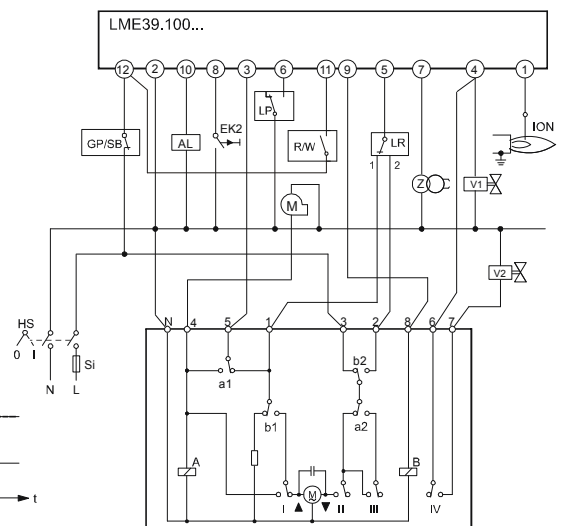 LME39.100...
12 2 10 8 3 6 11 9 5 7 4 1
LP
EK2
ION
GP/SB
AL
R/W
LR
1 2
Z
V1
M
V2
N 4 5 1 3 2 8 6 7
HS
0 I
Si
N L
a1
b2
b1
a2
A
B
M
I II III IV
t